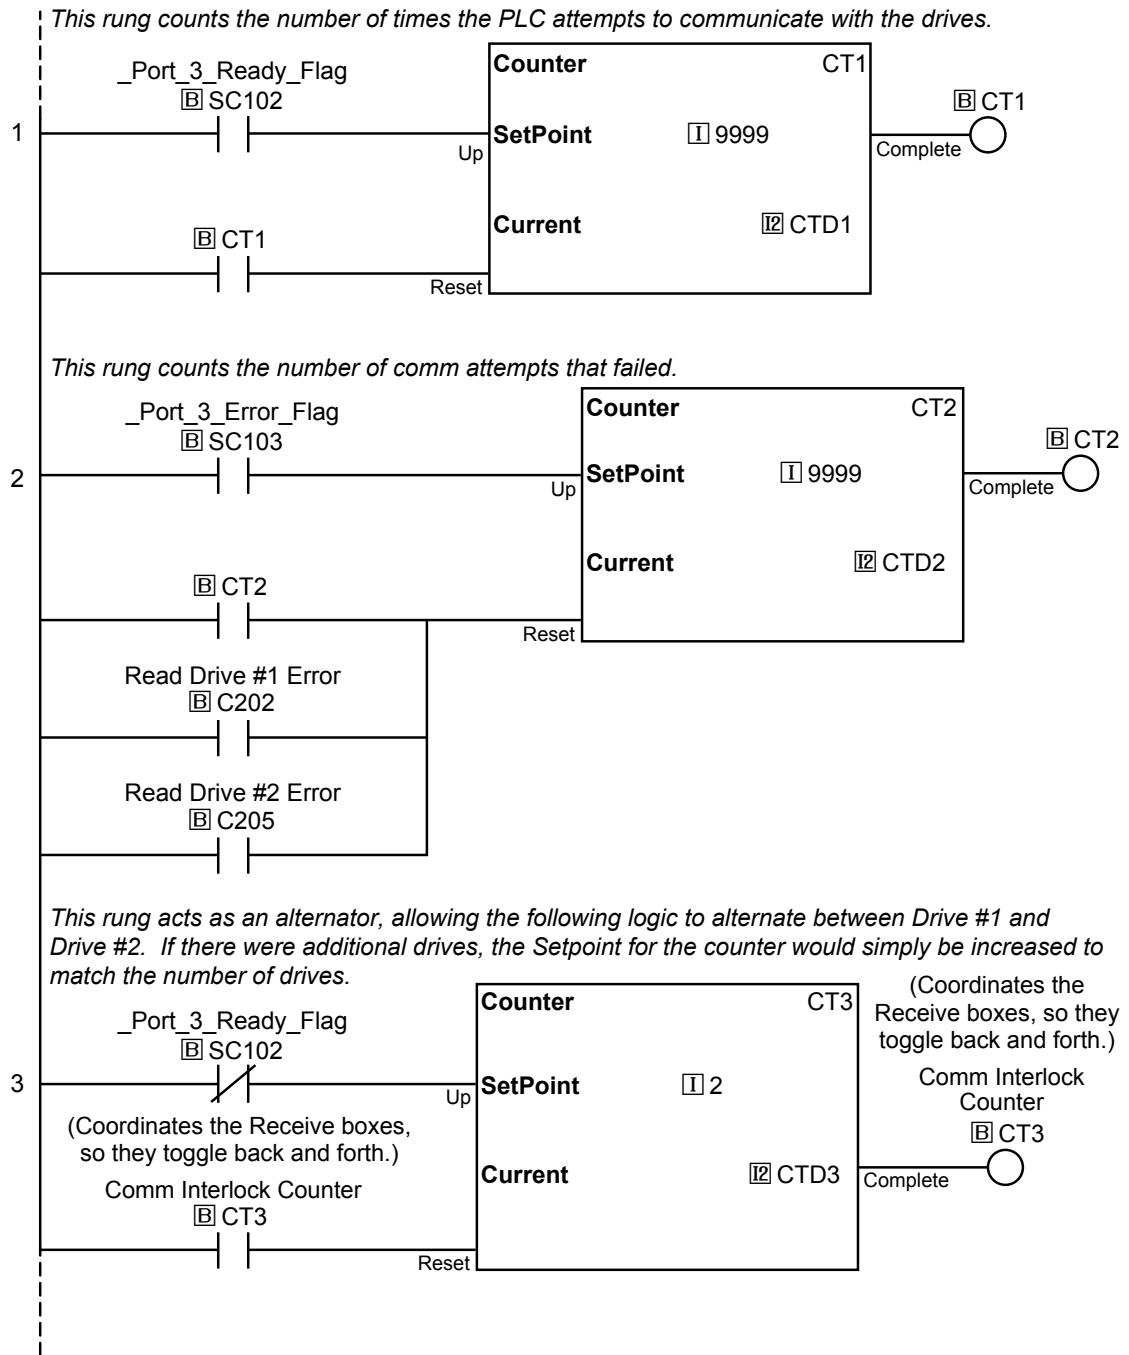 This rung counts the number of times the PLC attempts to communicate with the drives.
_Port_3_Ready_Flag
B SC102
Counter CT1
B CT1
1
Up
SetPoint I 9999
Complete
B CT1
Current I2 CTD1
Reset
This rung counts the number of comm attempts that failed.
_Port_3_Error_Flag
B SC103
Counter CT2
B CT2
2
Up
SetPoint I 9999
Complete
Current I2 CTD2
B CT2
Reset
Read Drive #1 Error
B C202
Read Drive #2 Error
B C205
This rung acts as an alternator, allowing the following logic to alternate between Drive #1 and
Drive #2. If there were additional drives, the Setpoint for the counter would simply be increased to
match the number of drives.
_Port_3_Ready_Flag
B SC102
Counter CT3
(Coordinates the
Receive boxes, so they
toggle back and forth.)
3
Up
SetPoint I 2
Comm Interlock
Counter
B CT3
(Coordinates the Receive boxes,
so they toggle back and forth.)
Current I2 CTD3
Complete
Comm Interlock Counter
B CT3
Reset